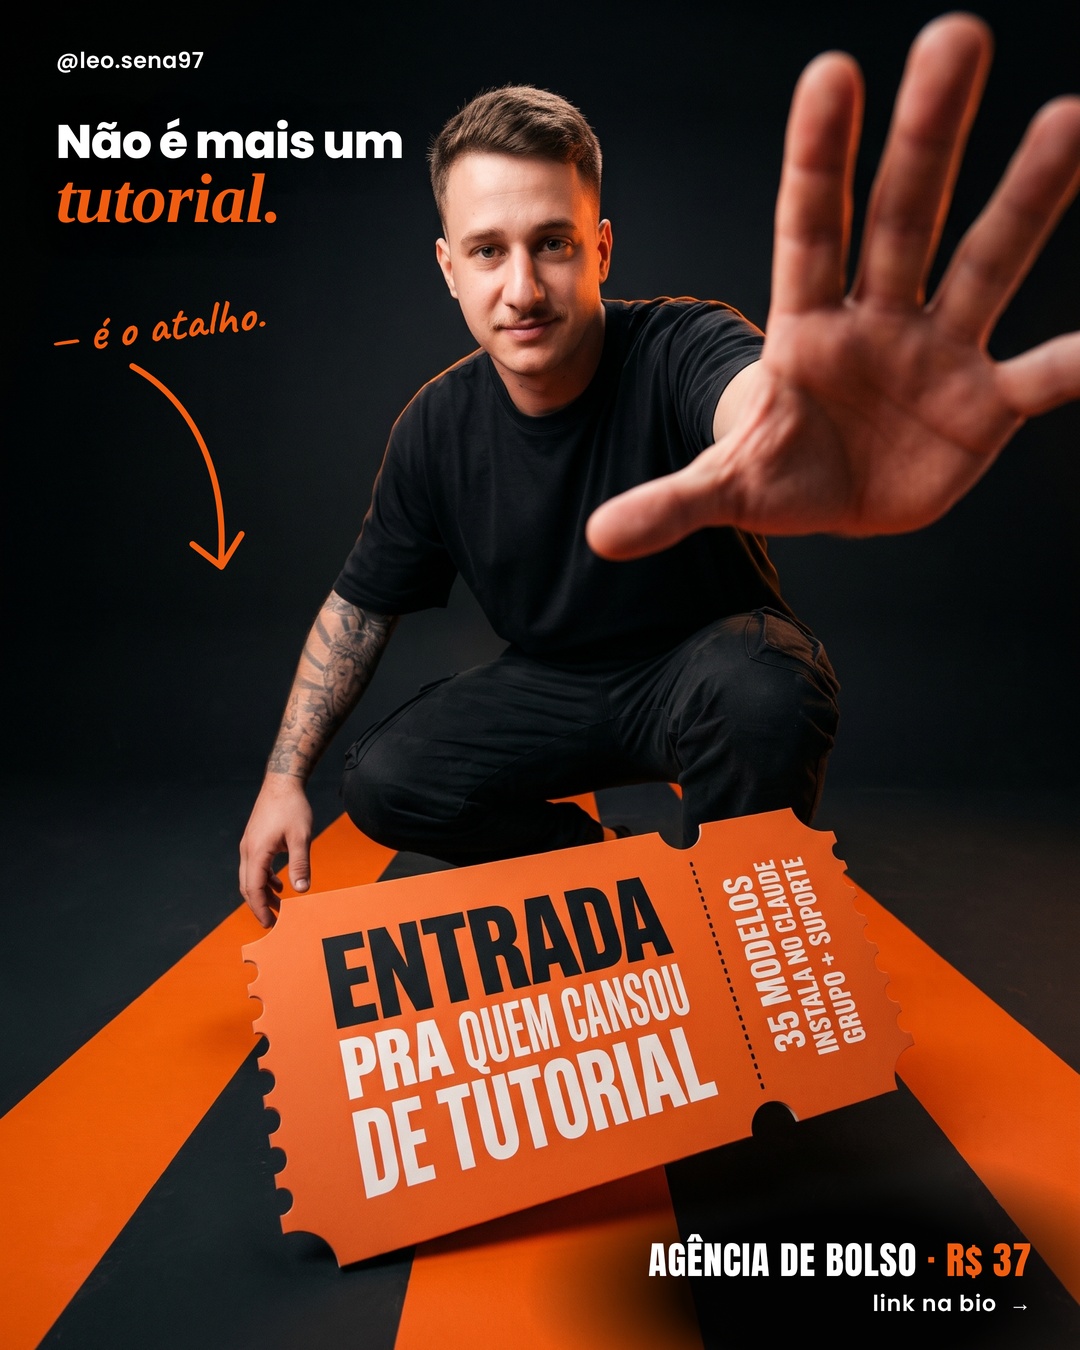 @leo.sena97
Não é mais um
tutorial.
— é o atalho.
ENTRADA
PRA QUEM CANSOU
DE TUTORIAL
35 MODELOS
INSTALA NO CLAUDE
GRUPO + SUPORTE
AGÊNCIA DE BOLSO · R$ 37
link na bio →